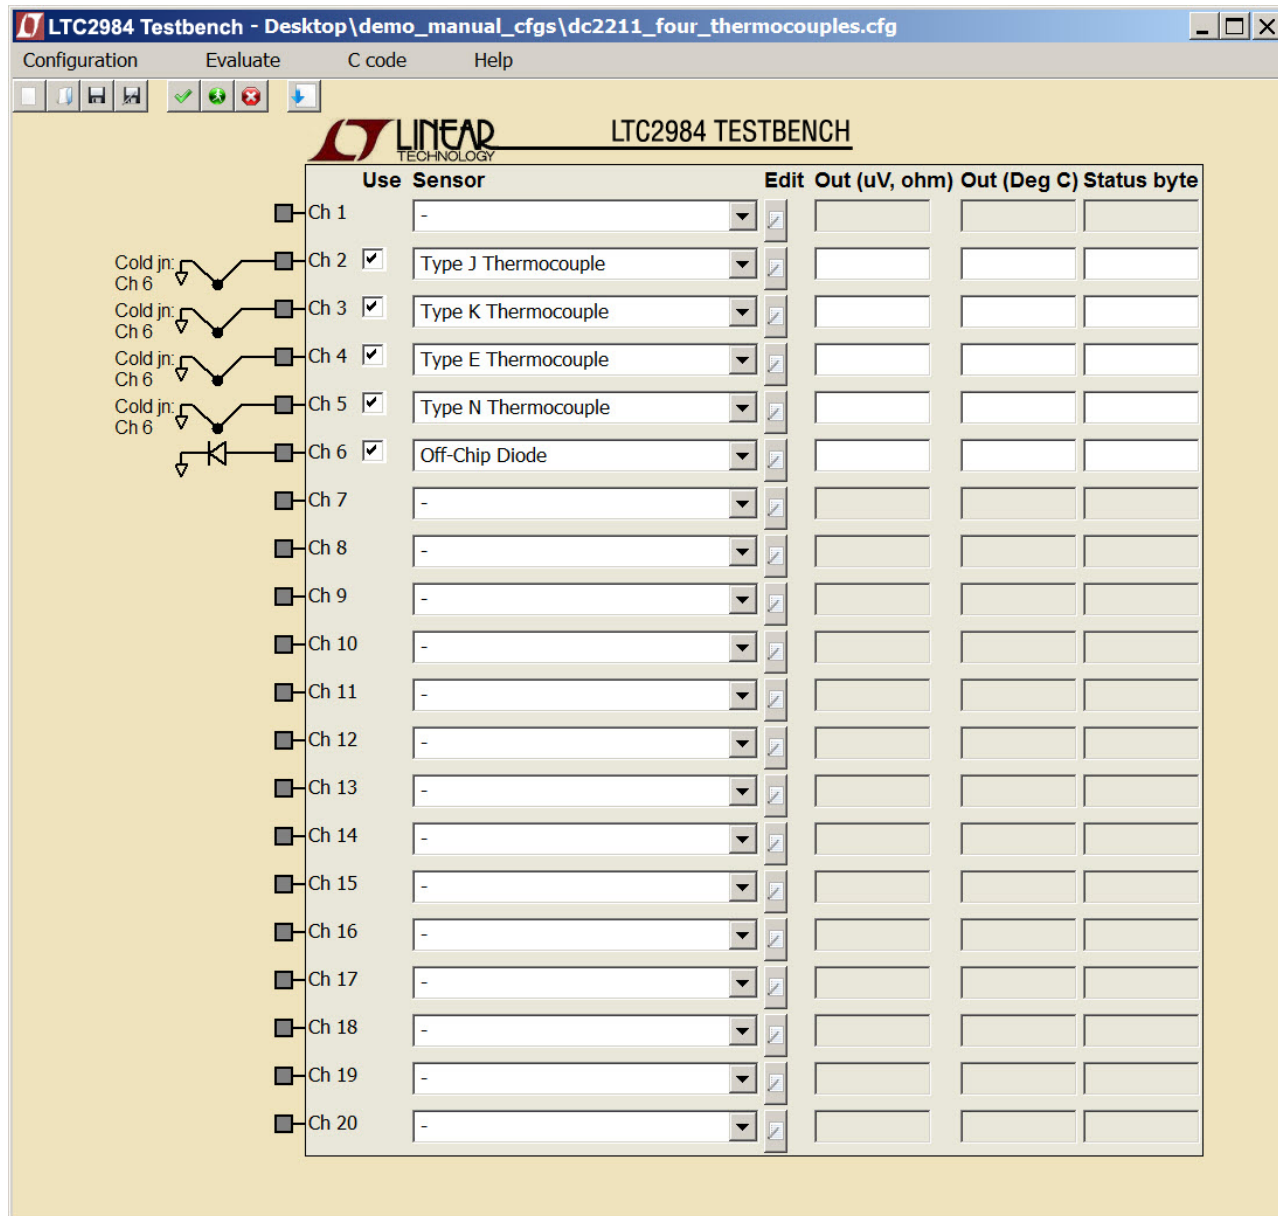 LTC2984 Testbench - Desktop\demo_manual_cfgs\dc2211_four_thermocouples.cfg
Configuration Evaluate C code Help
LINEAR TECHNOLOGY
LTC2984 TESTBENCH
Use Sensor Edit Out (uV, ohm) Out (Deg C) Status byte
Ch 1 -
Cold jn: Ch 6 Ch 2 Type J Thermocouple
Cold jn: Ch 6 Ch 3 Type K Thermocouple
Cold jn: Ch 6 Ch 4 Type E Thermocouple
Cold jn: Ch 6 Ch 5 Type N Thermocouple
Ch 6 Off-Chip Diode
Ch 7 -
Ch 8 -
Ch 9 -
Ch 10 -
Ch 11 -
Ch 12 -
Ch 13 -
Ch 14 -
Ch 15 -
Ch 16 -
Ch 17 -
Ch 18 -
Ch 19 -
Ch 20 -